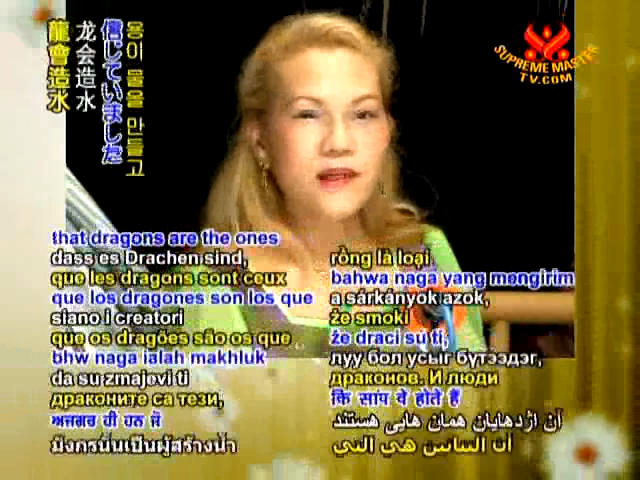 龍會造水
龙会造水
信じていました
용이 물을 만들고
SUPREME MASTER
TV.COM
that dragons are the ones
dass es Drachen sind,
que les dragons sont ceux
que los dragones son los que
siano i creatori
que os dragões são os que
bhw naga ialah makhluk
da su zmajevi ti
драконите са тези,
ਅਜਗਰ ਹੀ ਹਨ ਜੋ
มังกรนั้นเป็นผู้สร้างน้ำ
rồng là loại
bahwa naga yang mengirim
a sárkányok azok,
że smoki
že draci sú tí,
луу бол усыг бүтээдэг,
драконов. И люди
कि सांप वे होते हैं
آن اژدهایان همان هایی هستند
أن التنانين هي التي